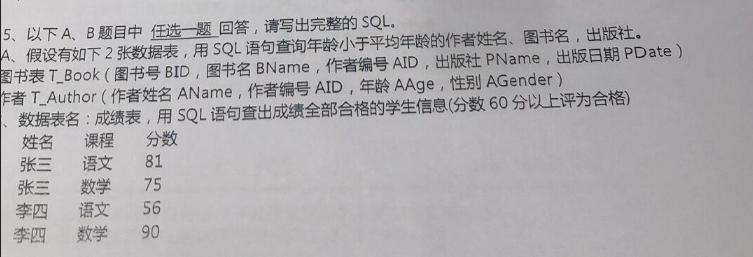 5、以下 A、B 题目中 任选一题 回答，请写出完整的 SQL。
A、假设有如下 2 张数据表，用 SQL 语句查询年龄小于平均年龄的作者姓名、图书名，出版社。
图书表 T_Book（图书号 BID，图书名 BName，作者编号 AID，出版社 PName，出版日期 PDate）
作者 T_Author（作者姓名 AName，作者编号 AID，年龄 AAge，性别 AGender）
、数据表名：成绩表，用 SQL 语句查出成绩全部合格的学生信息(分数 60 分以上评为合格)
姓名 课程 分数
张三 语文 81
张三 数学 75
李四 语文 56
李四 数学 90